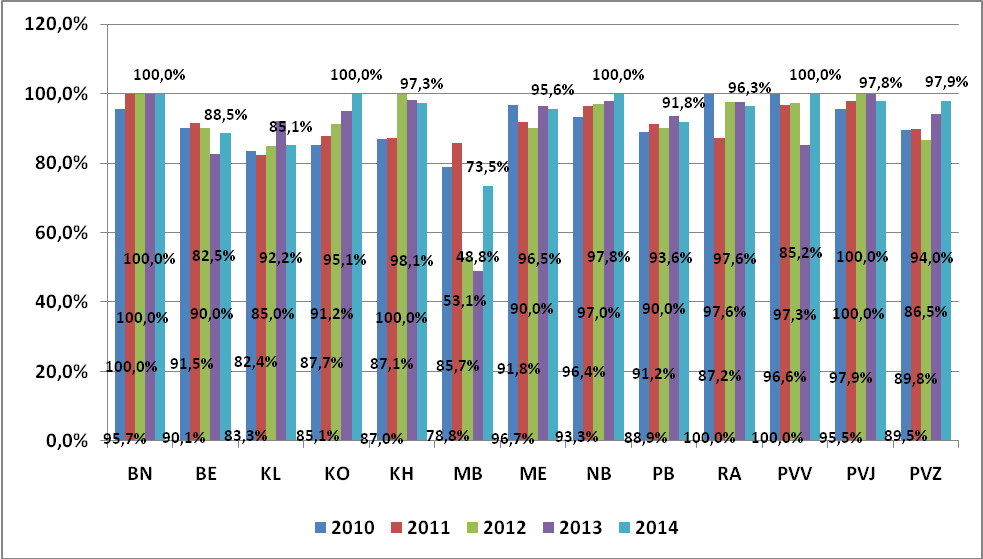 120,0%
100,0%
80,0%
60,0%
40,0%
20,0%
0,0%
100,0% 88,5% 85,1% 100,0% 97,3% 73,5% 95,6% 100,0% 91,8% 96,3% 100,0% 97,8% 97,9%
100,0% 82,5% 92,2% 95,1% 98,1% 48,8% 96,5% 97,8% 93,6% 97,6% 85,2% 100,0% 94,0%
100,0% 90,0% 85,0% 91,2% 100,0% 53,1% 90,0% 97,0% 90,0% 97,6% 97,3% 100,0% 86,5%
100,0% 91,5% 82,4% 87,7% 87,1% 85,7% 91,8% 96,4% 91,2% 87,2% 96,6% 97,9% 89,8%
95,7% 90,1% 83,3% 85,1% 87,0% 78,8% 96,7% 93,3% 88,9% 100,0% 100,0% 95,5% 89,5%
BN BE KL KO KH MB ME NB PB RA PVV PVJ PVZ
2010 2011 2012 2013 2014